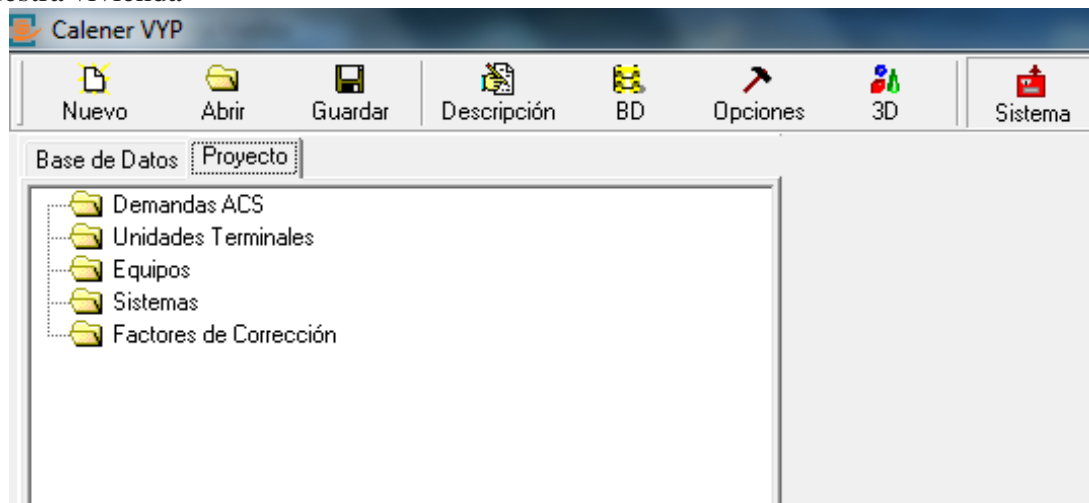 Calener VYP
Nuevo Abrir Guardar Descripción BD Opciones 3D Sistema
Base de Datos Proyecto
Demandas ACS
Unidades Terminales
Equipos
Sistemas
Factores de Corrección